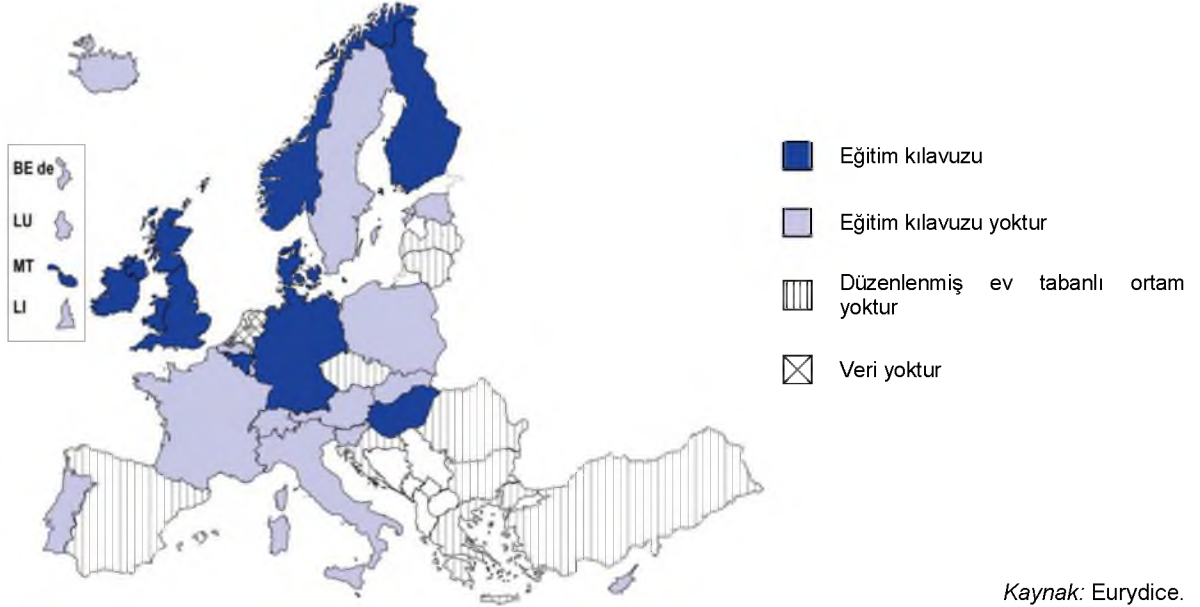 BE de
LU
MT
LI
Eğitim kılavuzu
Eğitim kılavuzu yoktur
Düzenlenmiş ev tabanlı ortam
yoktur
Veri yoktur
Kaynak: Eurydice.